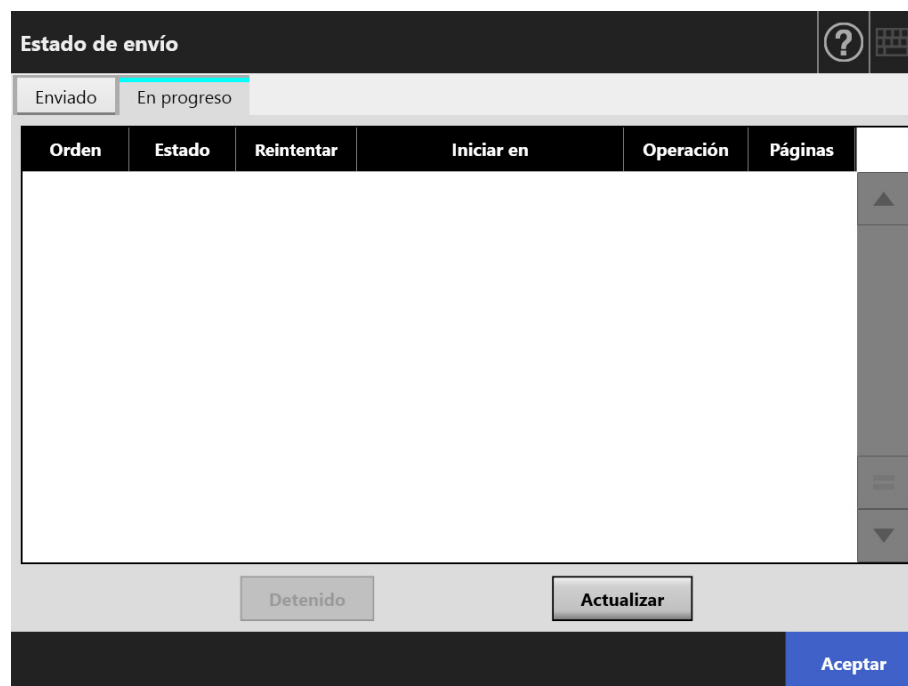 Estado de envío ?
Enviado En progreso
Orden Estado Reintentar Iniciar en Operación Páginas
Detenido Actualizar
Aceptar